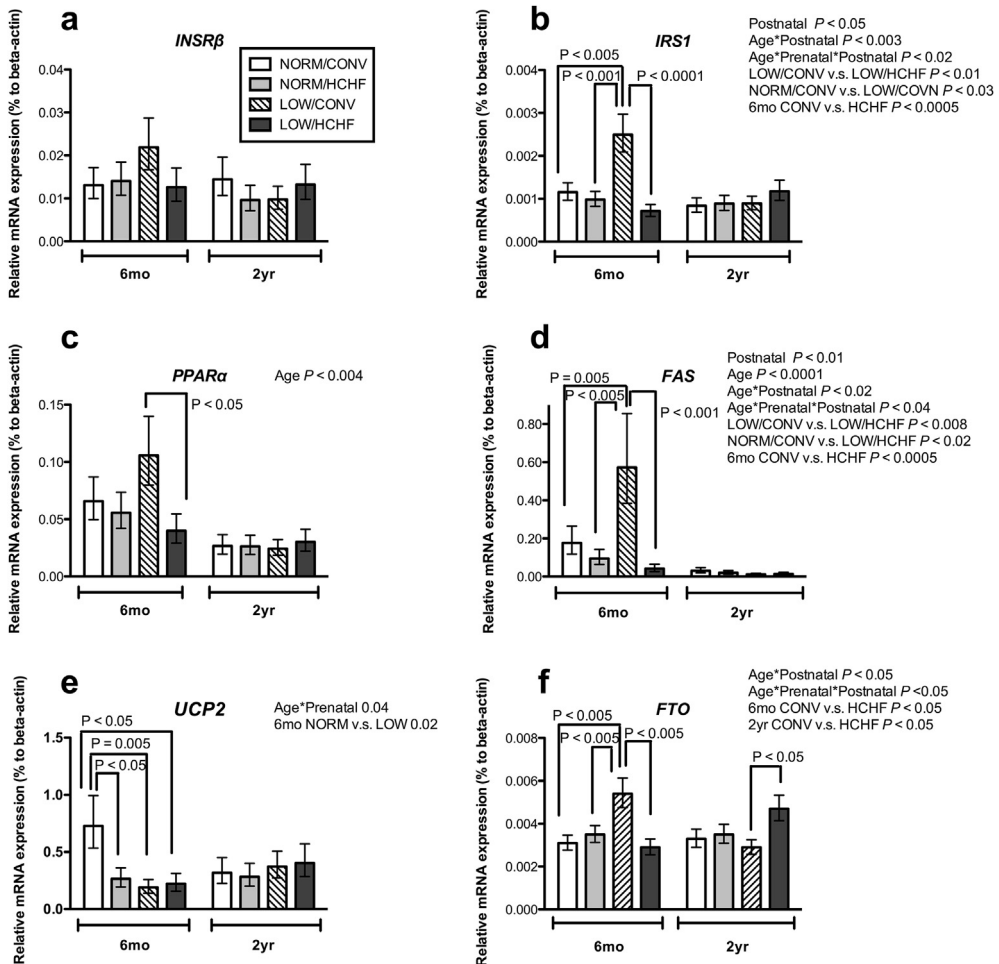 a
INSRβ
Relative mRNA expression (% to beta-actin)
0.04
0.03
0.02
0.01
0.00
NORM/CONV
NORM/HCHF
LOW/CONV
LOW/HCHF
6mo
2yr
b
IRS1
Postnatal P < 0.05
Age*Postnatal P < 0.003
Age*Prenatal*Postnatal P < 0.02
LOW/CONV v.s. LOW/HCHF P < 0.01
NORM/CONV v.s. LOW/COVN P < 0.03
6mo CONV v.s. HCHF P < 0.0005
Relative mRNA expression (% to beta-actin)
P < 0.005
P <0.001
P <0.0001
0.004
0.003
0.002
0.001
0.000
6mo
2yr
c
PPARα
Age P < 0.004
Relative mRNA expression (% to beta-actin)
P < 0.05
0.15
0.10
0.05
0.00
6mo
2yr
d
FAS
Postnatal P < 0.01
Age P < 0.0001
Age*Postnatal P < 0.02
Age*Prenatal*Postnatal P < 0.04
LOW/CONV v.s. LOW/HCHF P < 0.008
NORM/CONV v.s. LOW/HCHF P < 0.02
6mo CONV v.s. HCHF P < 0.0005
Relative mRNA expression (% to beta-actin)
P = 0.005
P <0.005
P <0.001
0.80
0.60
0.40
0.20
0.00
6mo
2yr
e
UCP2
Age*Prenatal 0.04
6mo NORM v.s. LOW 0.02
Relative mRNA expression (% to beta-actin)
P < 0.05
P = 0.005
P < 0.05
1.5
1.0
0.5
0.0
6mo
2yr
f
FTO
Age*Postnatal P < 0.05
Age*Prenatal*Postnatal P <0.05
6mo CONV v.s. HCHF P < 0.05
2yr CONV v.s. HCHF P < 0.05
Relative mRNA expression (% to beta-actin)
P <0.005
P <0.005
P <0.005
P <0.05
0.008
0.006
0.004
0.002
0.000
6mo
2yr